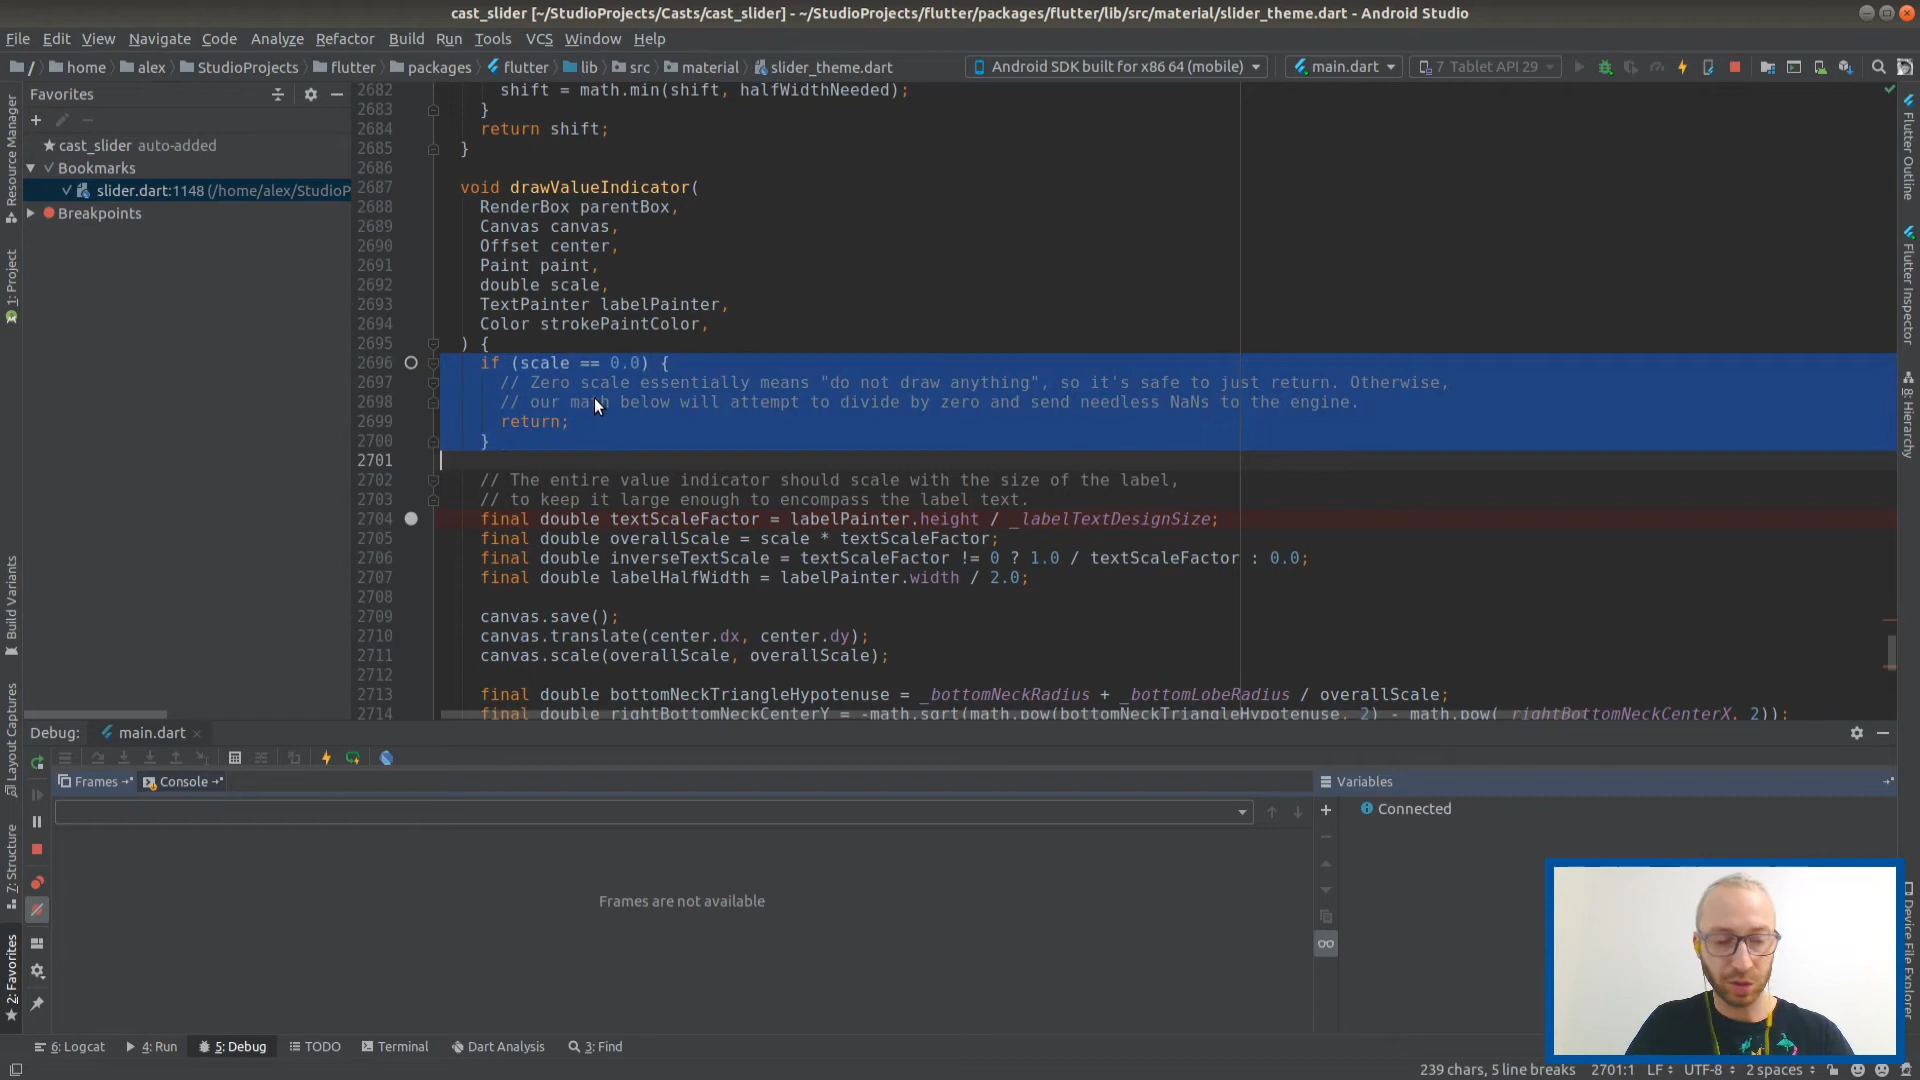 cast_slider [~/StudioProjects/Casts/cast_slider] - ~/StudioProjects/flutter/packages/flutter/lib/src/material/slider_theme.dart - Android Studio
File Edit View Navigate Code Analyze Refactor Build Run Tools VCS Window Help
/ home alex StudioProjects flutter packages flutter lib src material slider_theme.dart Android SDK built for x86 64 (mobile) main.dart 7 Tablet API 29
Favorites
cast_slider auto-added
Bookmarks
slider.dart:1148 (/home/alex/StudioP
Breakpoints
Resource Manager
1: Project
Build Variants
Layout Captures
7: Structure
2: Favorites
2682 shift = math.min(shift, halfWidthNeeded);
2683 }
2684 return shift;
2685 }
2686
2687 void drawValueIndicator(
2688 RenderBox parentBox,
2689 Canvas canvas,
2690 Offset center,
2691 Paint paint,
2692 double scale,
2693 TextPainter labelPainter,
2694 Color strokePaintColor,
2695 ) {
2696 if (scale == 0.0) {
2697 // Zero scale essentially means "do not draw anything", so it's safe to just return. Otherwise,
2698 // our math below will attempt to divide by zero and send needless NaNs to the engine.
2699 return;
2700 }
2701
2702 // The entire value indicator should scale with the size of the label,
2703 // to keep it large enough to encompass the label text.
2704 final double textScaleFactor = labelPainter.height / _labelTextDesignSize;
2705 final double overallScale = scale * textScaleFactor;
2706 final double inverseTextScale = textScaleFactor != 0 ? 1.0 / textScaleFactor : 0.0;
2707 final double labelHalfWidth = labelPainter.width / 2.0;
2708
2709 canvas.save();
2710 canvas.translate(center.dx, center.dy);
2711 canvas.scale(overallScale, overallScale);
2712
2713 final double bottomNeckTriangleHypotenuse = _bottomNeckRadius + _bottomLobeRadius / overallScale;
2714 final double rightBottomNeckCenterY = -math.sqrt(math.pow(bottomNeckTriangleHypotenuse, 2) - math.pow(_rightBottomNeckCenterX, 2));
Flutter Outline
Flutter Inspector
8: Hierarchy
Device File Explorer
Debug: main.dart
Frames Console
Variables
Connected
Frames are not available
6: Logcat 4: Run 5: Debug TODO Terminal Dart Analysis 3: Find
239 chars, 5 line breaks 2701:1 LF UTF-8 2 spaces